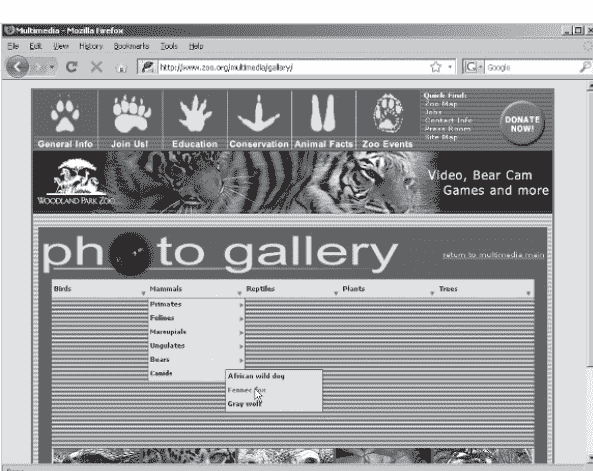 Multimedia - Mozilla Firefox
File Edit View History Bookmarks Tools Help
http://www.zoo.org/multimedia/gallery/
G Google
Quick Find:
Zoo Map
Jobs
Contact Info
Press Room
Site Map
DONATE NOW!
General Info Join Us! Education Conservation Animal Facts Zoo Events
WOODLAND PARK ZOO
Video, Bear Cam
Games and more
photo gallery
return to multimedia main
Birds Mammals Reptiles Plants Trees
Primates
Felines
Marsupials
Ungulates
Bears
Canids
African wild dog
Fennec fox
Gray wolf